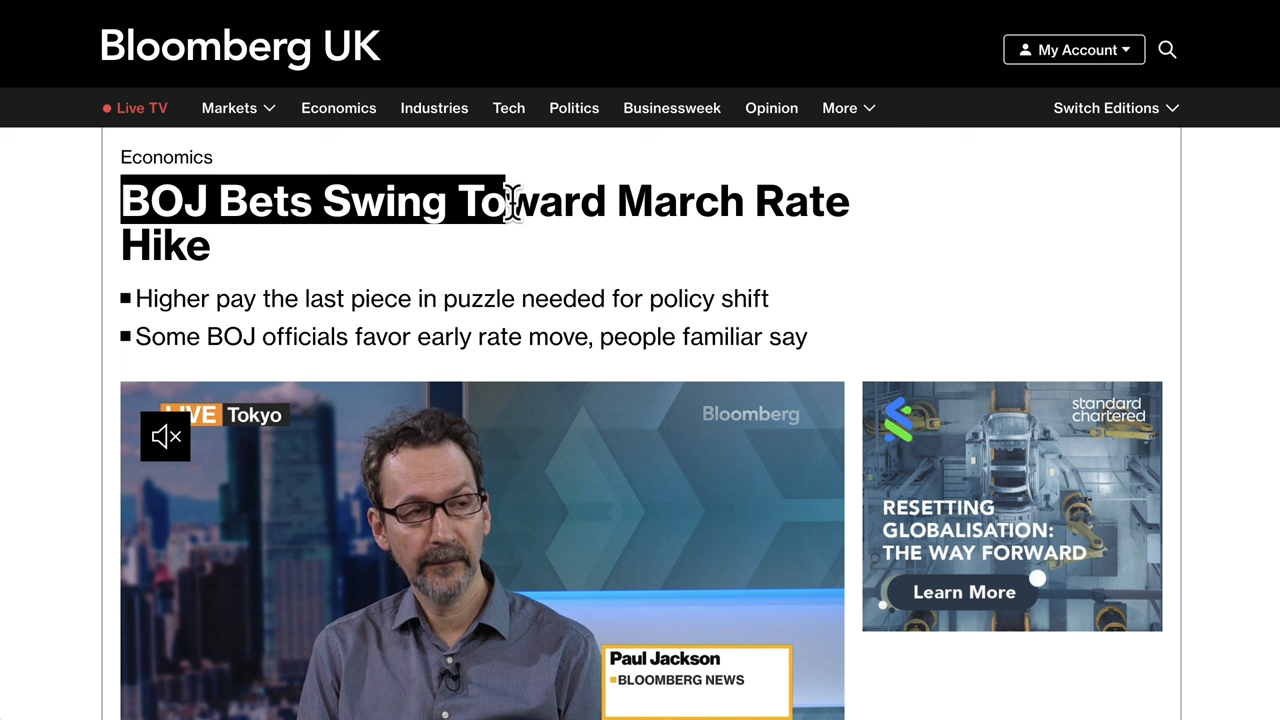 Bloomberg UK
My Account
Live TV
Markets
Economics
Industries
Tech
Politics
Businessweek
Opinion
More
Switch Editions
Economics
BOJ Bets Swing Toward March Rate
Hike
Higher pay the last piece in puzzle needed for policy shift
Some BOJ officials favor early rate move, people familiar say
LIVE Tokyo
Bloomberg
Paul Jackson
BLOOMBERG NEWS
standard
chartered
RESETTING
GLOBALISATION:
THE WAY FORWARD
Learn More